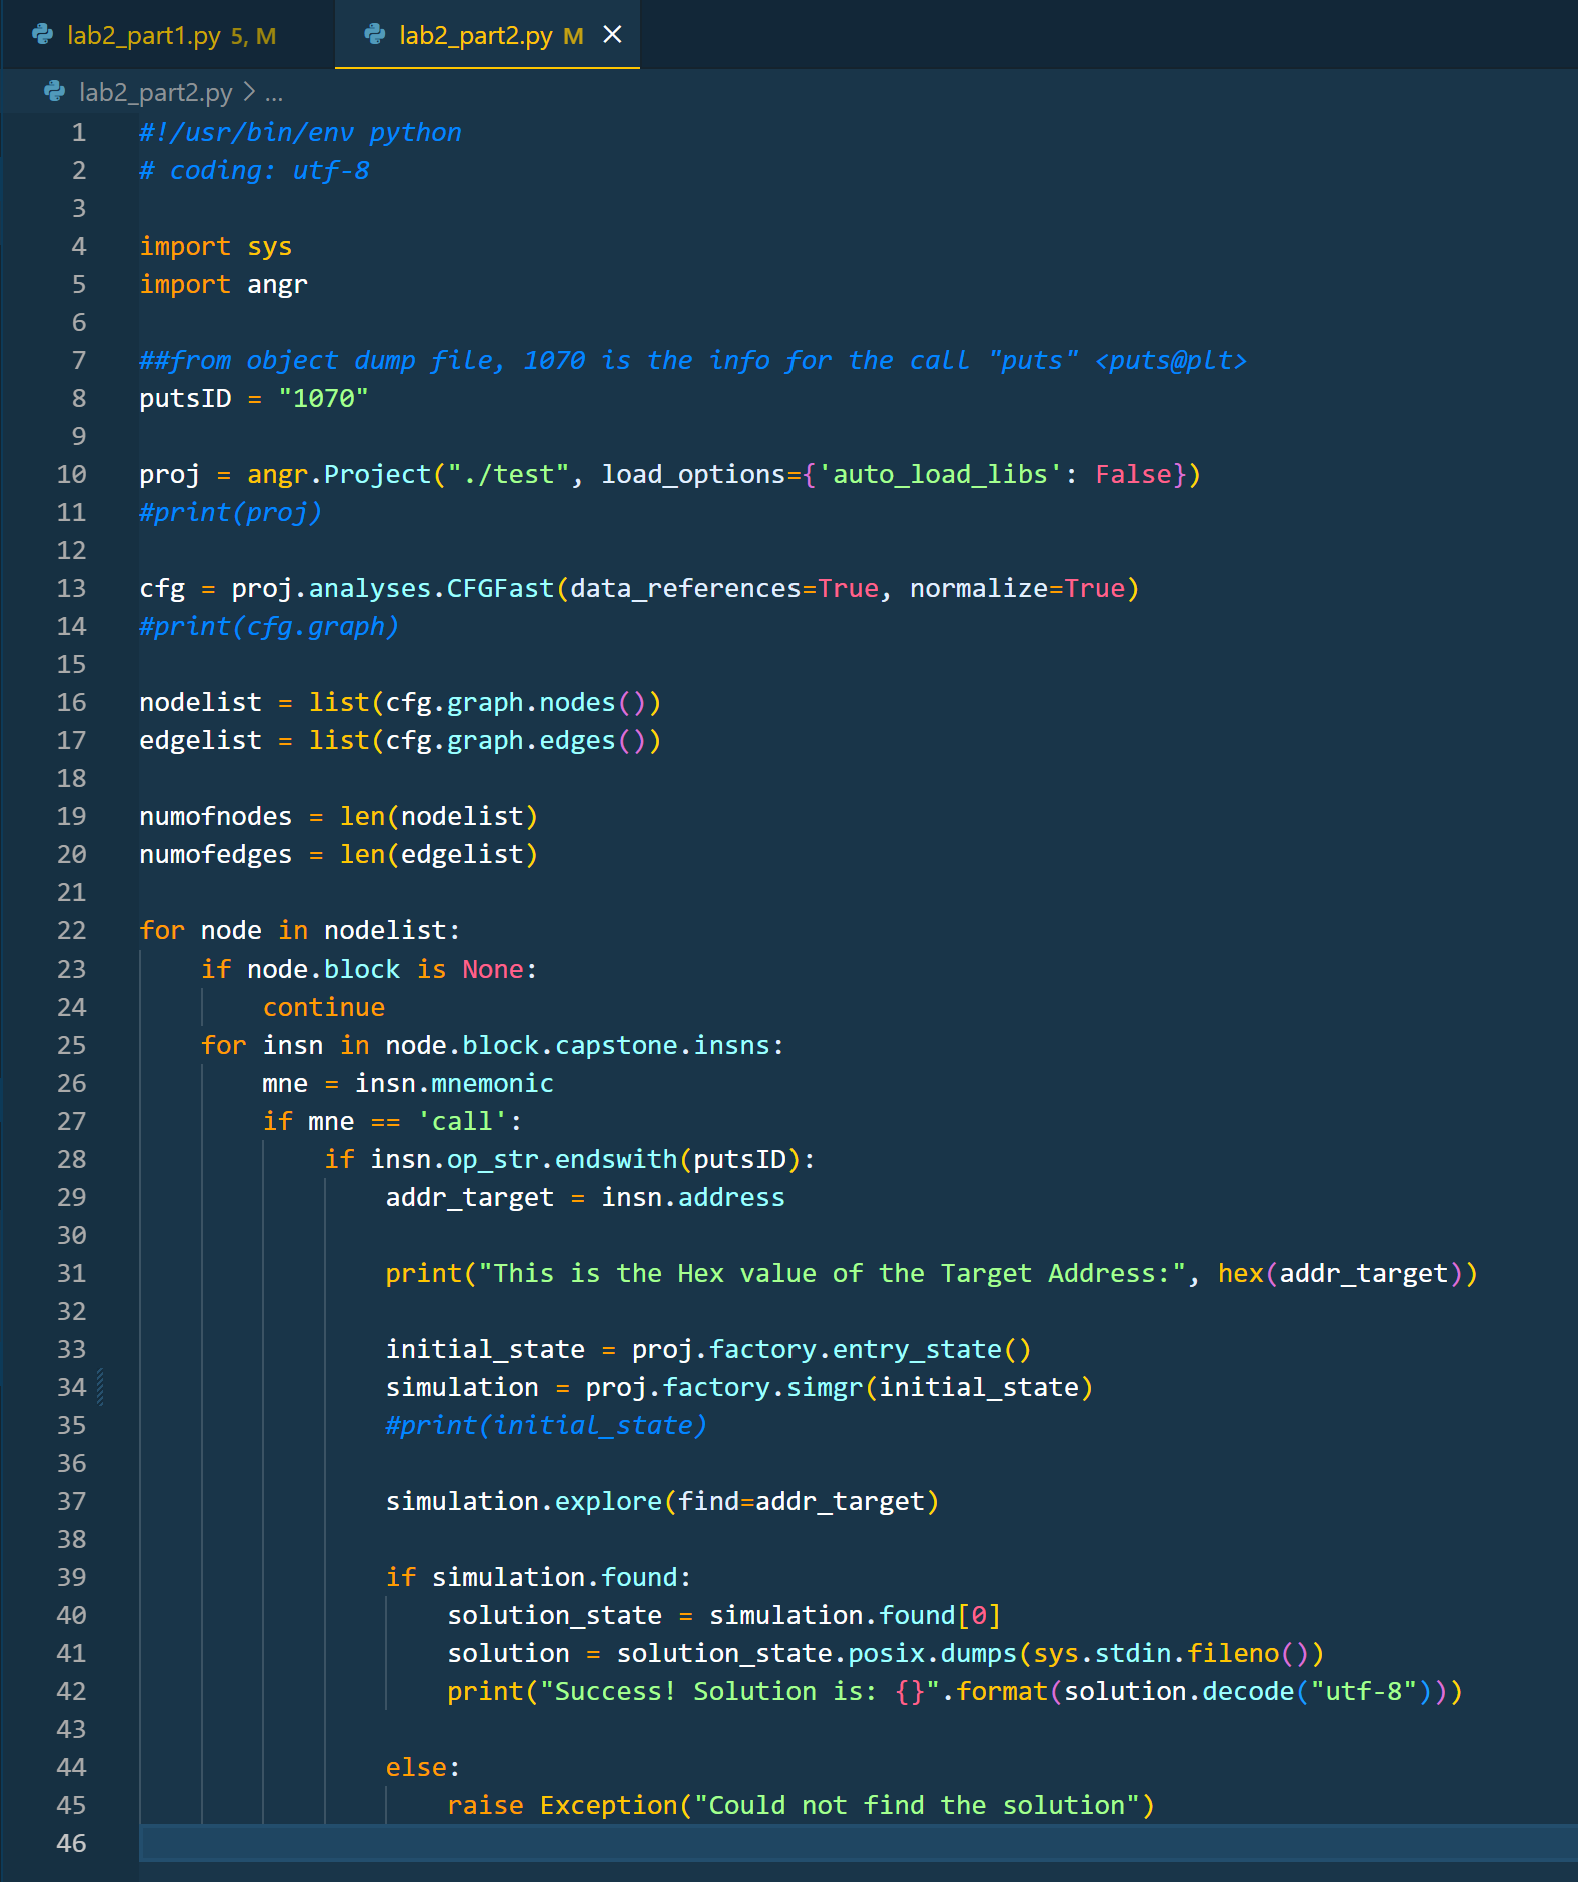 lab2_part1.py 5, M
lab2_part2.py M
lab2_part2.py > ...
1 #!/usr/bin/env python
2 # coding: utf-8
3
4 import sys
5 import angr
6
7 ##from object dump file, 1070 is the info for the call "puts" <puts@plt>
8 putsID = "1070"
9
10 proj = angr.Project("./test", load_options={'auto_load_libs': False})
11 #print(proj)
12
13 cfg = proj.analyses.CFGFast(data_references=True, normalize=True)
14 #print(cfg.graph)
15
16 nodelist = list(cfg.graph.nodes())
17 edgelist = list(cfg.graph.edges())
18
19 numofnodes = len(nodelist)
20 numofedges = len(edgelist)
21
22 for node in nodelist:
23     if node.block is None:
24         continue
25     for insn in node.block.capstone.insns:
26         mne = insn.mnemonic
27         if mne == 'call':
28             if insn.op_str.endswith(putsID):
29                 addr_target = insn.address
30
31                 print("This is the Hex value of the Target Address:", hex(addr_target))
32
33                 initial_state = proj.factory.entry_state()
34                 simulation = proj.factory.simgr(initial_state)
35                 #print(initial_state)
36
37                 simulation.explore(find=addr_target)
38
39                 if simulation.found:
40                     solution_state = simulation.found[0]
41                     solution = solution_state.posix.dumps(sys.stdin.fileno())
42                     print("Success! Solution is: {}".format(solution.decode("utf-8")))
43
44                 else:
45                     raise Exception("Could not find the solution")
46